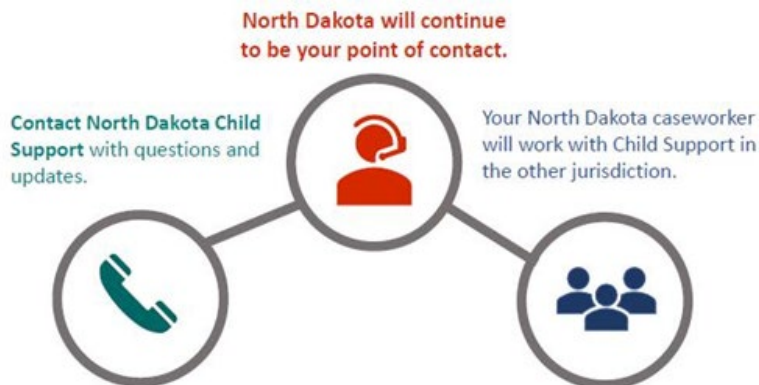 North Dakota will continue
to be your point of contact.
Contact North Dakota Child
Support with questions and
updates.
Your North Dakota caseworker
will work with Child Support in
the other jurisdiction.